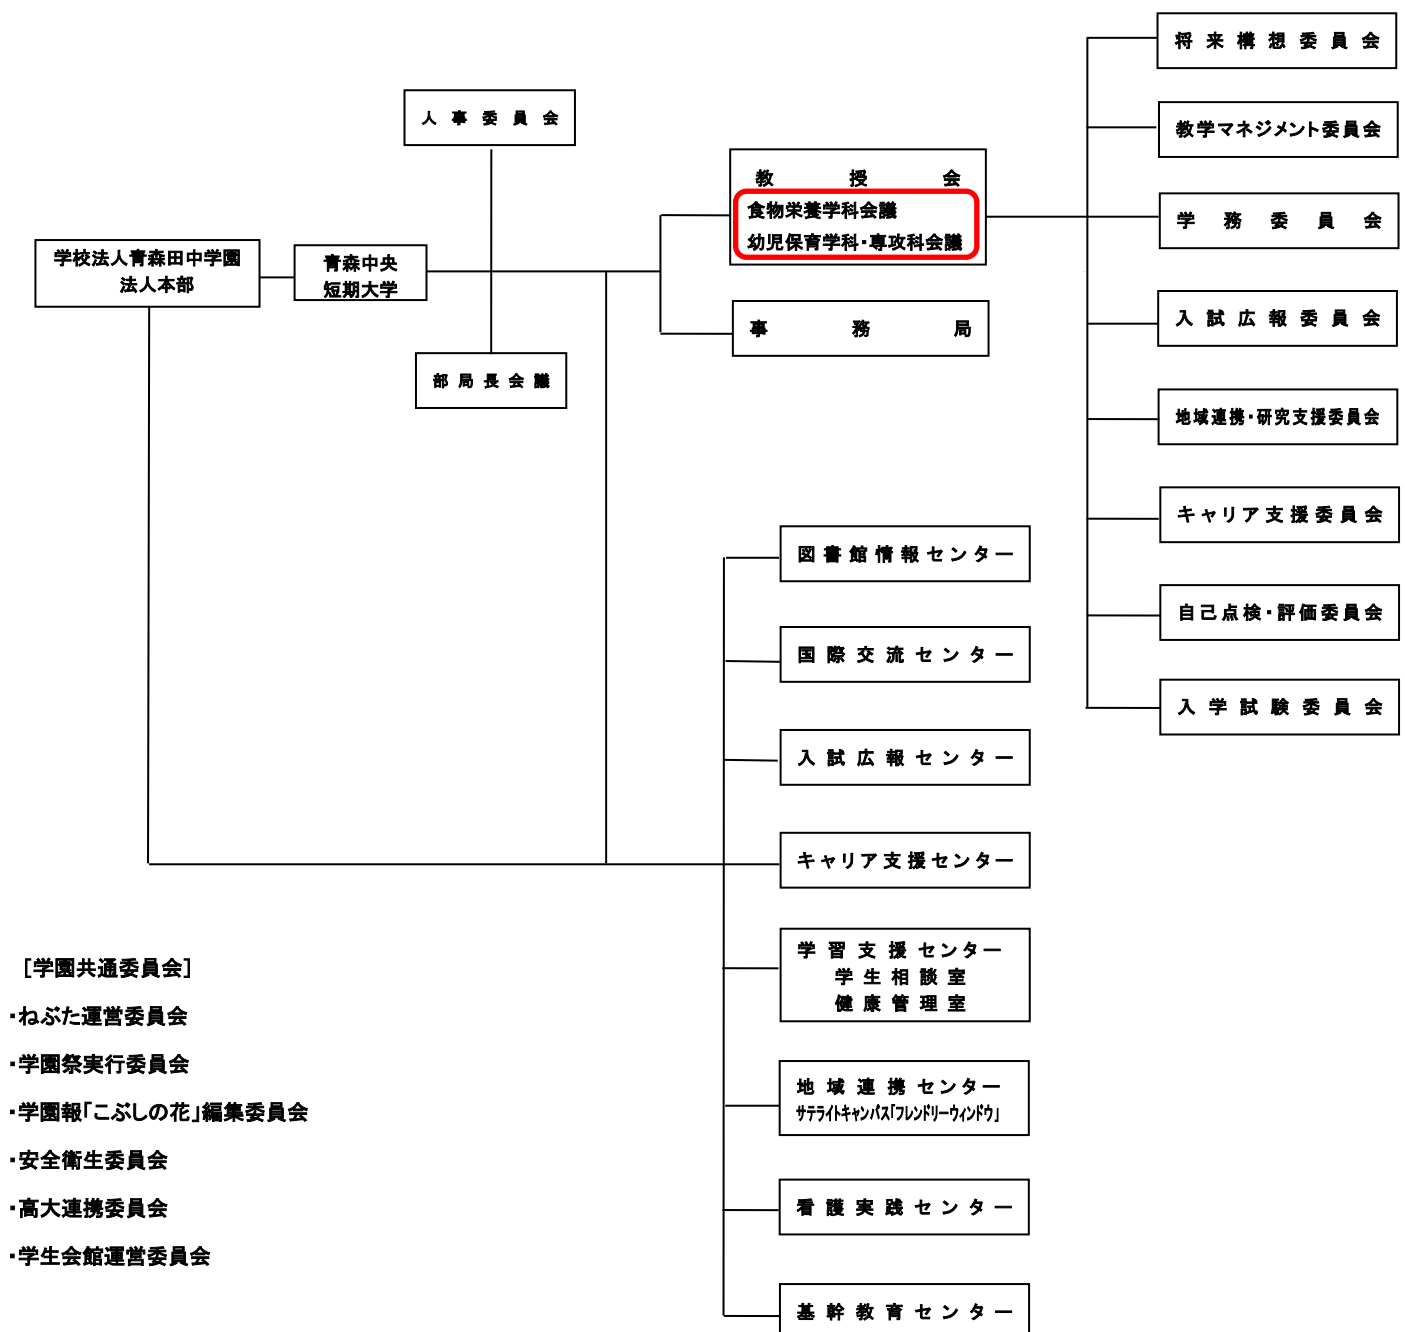 学校法人青森田中学園
法人本部
青森中央
短期大学
人事委員会
部局長会議
教授会
食物栄養学科会議
幼児保育学科・専攻科会議
事務局
将来構想委員会
教学マネジメント委員会
学務委員会
入試広報委員会
地域連携・研究支援委員会
キャリア支援委員会
自己点検・評価委員会
入学試験委員会
図書館情報センター
国際交流センター
入試広報センター
キャリア支援センター
学習支援センター
学生相談室
健康管理室
地域連携センター
サテライトキャンパス「フレンドリーウィンドウ」
看護実践センター
基幹教育センター
［学園共通委員会］
・ねぶた運営委員会
・学園祭実行委員会
・学園報「こぶしの花」編集委員会
・安全衛生委員会
・高大連携委員会
・学生会館運営委員会